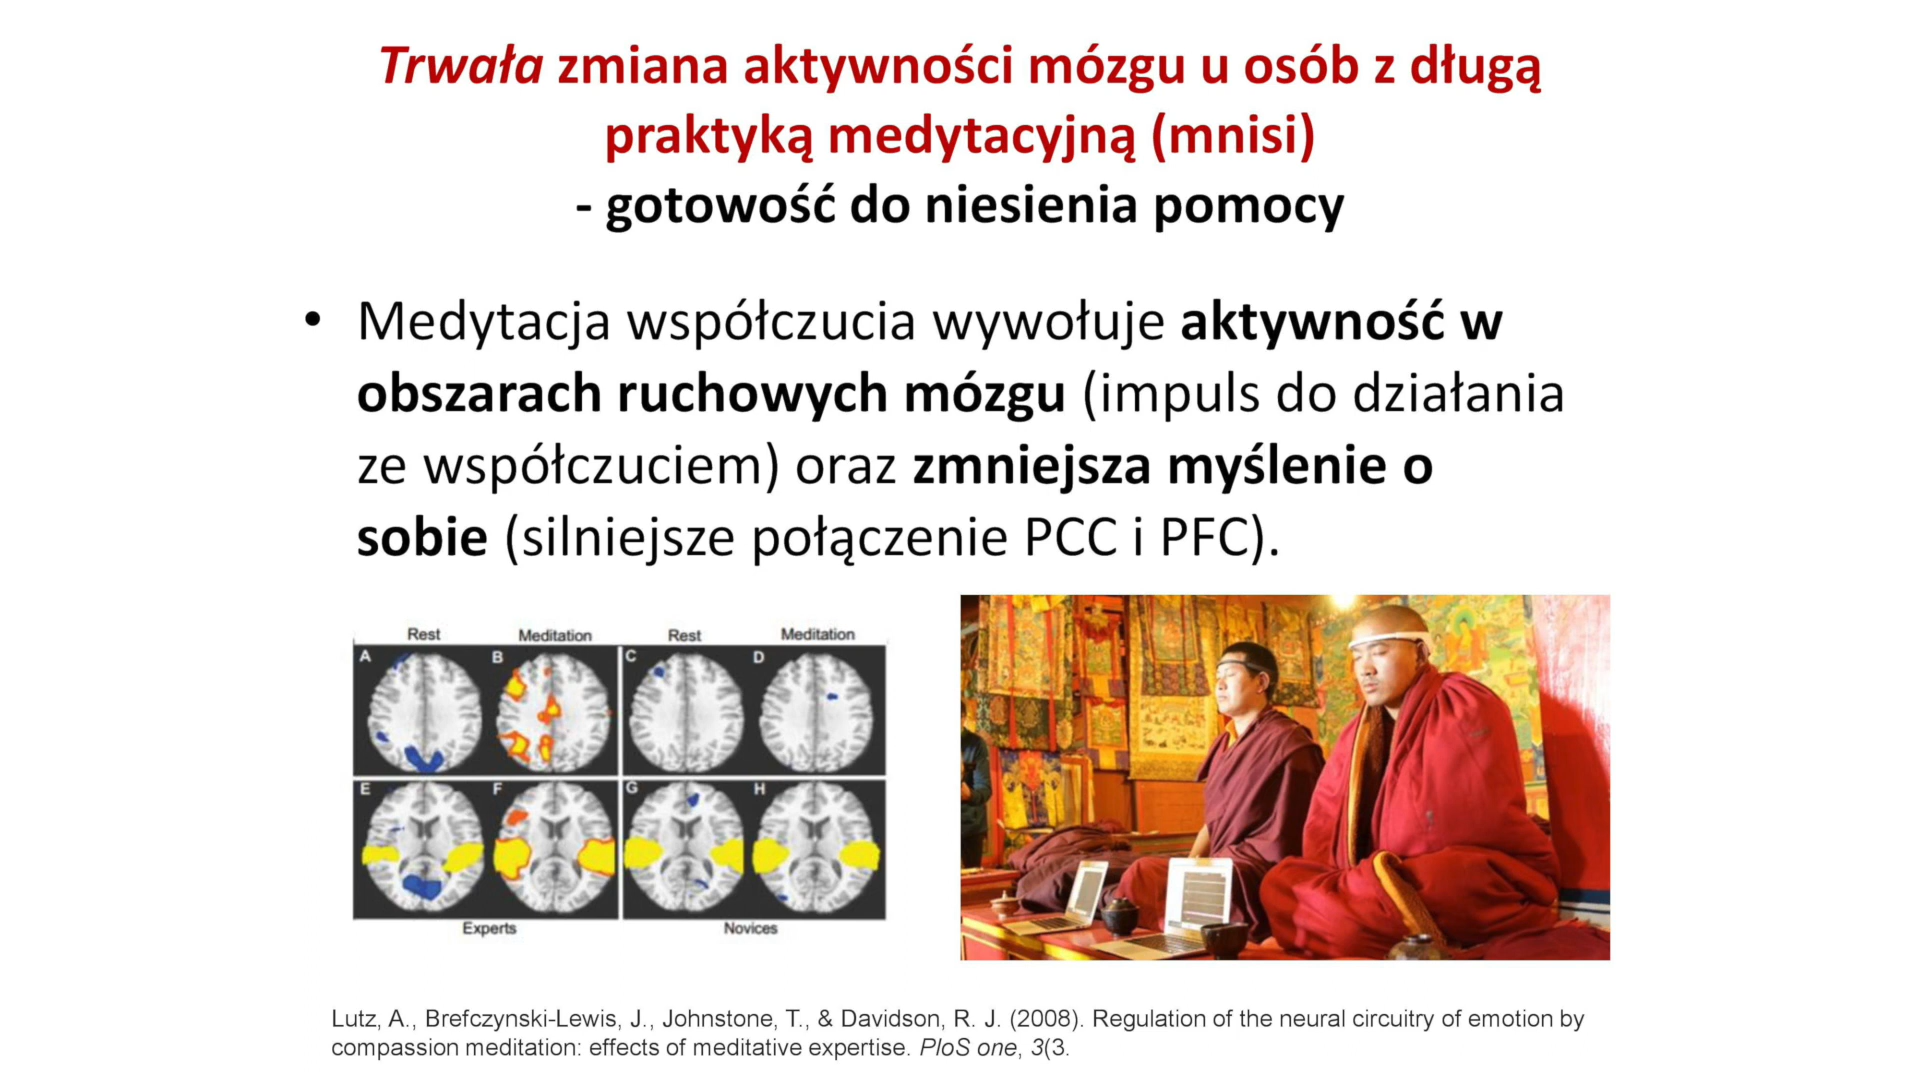 Trwała zmiana aktywności mózgu u osób z długą
praktyką medytacyjną (mnisi)
- gotowość do niesienia pomocy
• Medytacja współczucia wywołuje aktywność w
obszarach ruchowych mózgu (impuls do działania
ze współczuciem) oraz zmniejsza myślenie o
sobie (silniejsze połączenie PCC i PFC).
Rest Meditation Rest Meditation
A B C D
E F G H
Experts Novices
Lutz, A., Brefczynski-Lewis, J., Johnstone, T., & Davidson, R. J. (2008). Regulation of the neural circuitry of emotion by
compassion meditation: effects of meditative expertise. PloS one, 3(3.